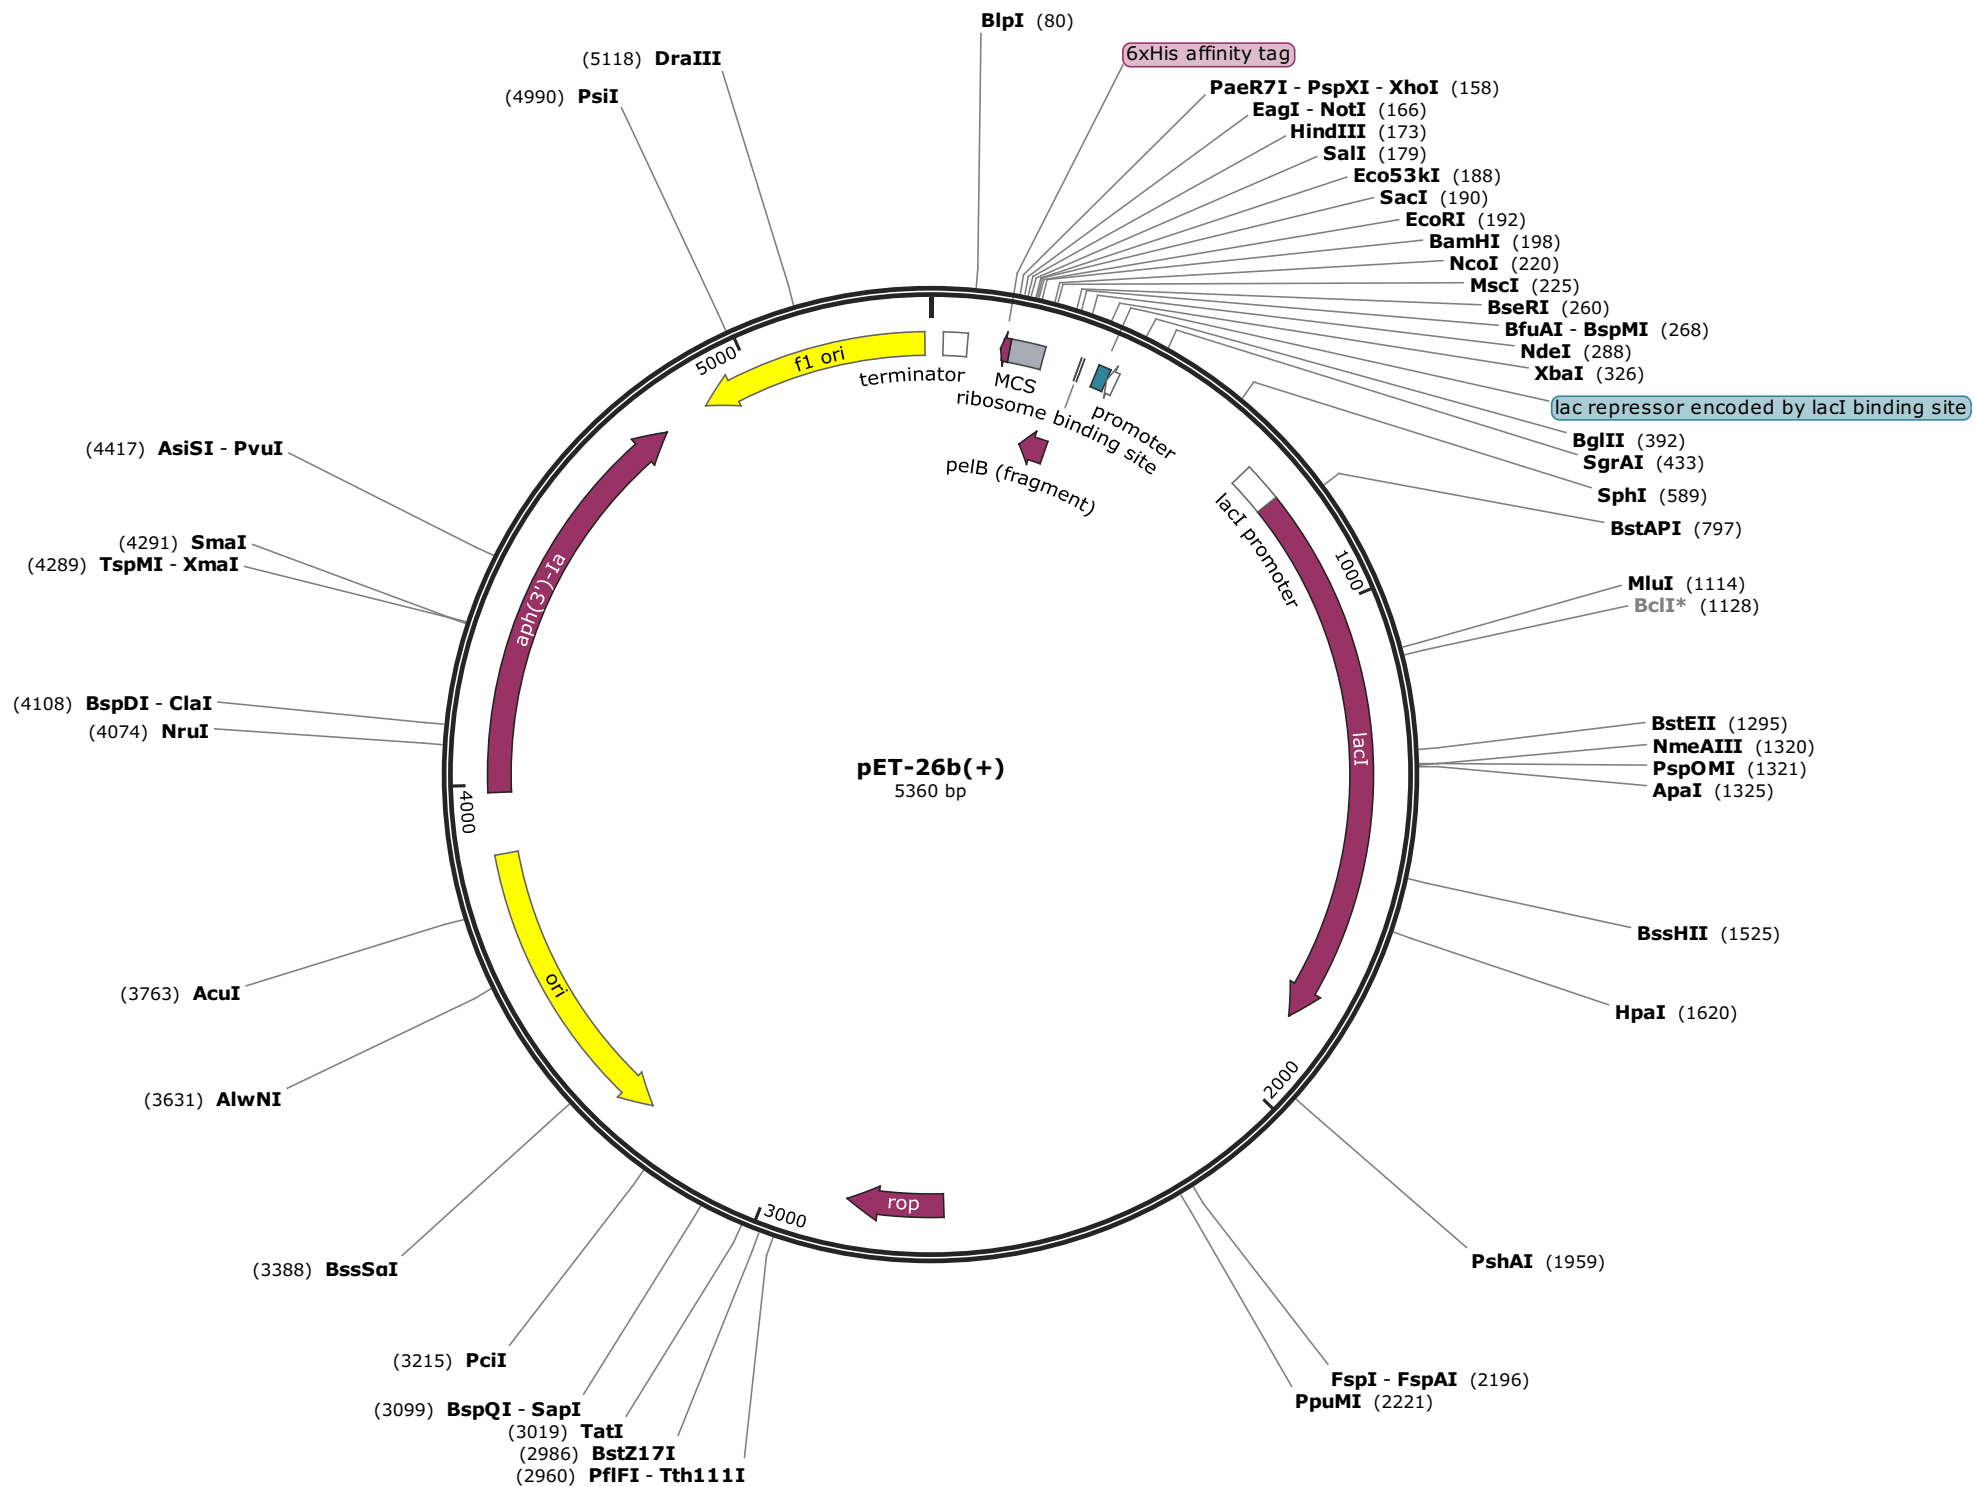 BlpI (80)
6xHis affinity tag
PaeR7I - PspXI - XhoI (158)
EagI - NotI (166)
HindIII (173)
SalI (179)
Eco53kI (188)
SacI (190)
EcoRI (192)
BamHI (198)
NcoI (220)
MscI (225)
BseRI (260)
BfuAI - BspMI (268)
NdeI (288)
XbaI (326)
lac repressor encoded by lacI binding site
BglII (392)
SgrAI (433)
SphI (589)
BstAPI (797)
MluI (1114)
BclI* (1128)
BstEII (1295)
NmeAIII (1320)
PspOMI (1321)
ApaI (1325)
BssHII (1525)
HpaI (1620)
PshAI (1959)
FspI - FspAI (2196)
PpuMI (2221)
(5118) DraIII
(4990) PsiI
(4417) AsiSI - PvuI
(4291) SmaI
(4289) TspMI - XmaI
(4108) BspDI - ClaI
(4074) NruI
(3763) AcuI
(3631) AlwNI
(3388) BssSαI
(3215) PciI
(3099) BspQI - SapI
(3019) TatI
(2986) BstZ17I
(2960) PflFI - Tth111I
1000
2000
3000
4000
5000
f1 ori
terminator
MCS
ribosome binding site
promoter
pelB (fragment)
lacI promoter
lacI
rop
ori
aph(3')-Ia
pET-26b(+)
5360 bp